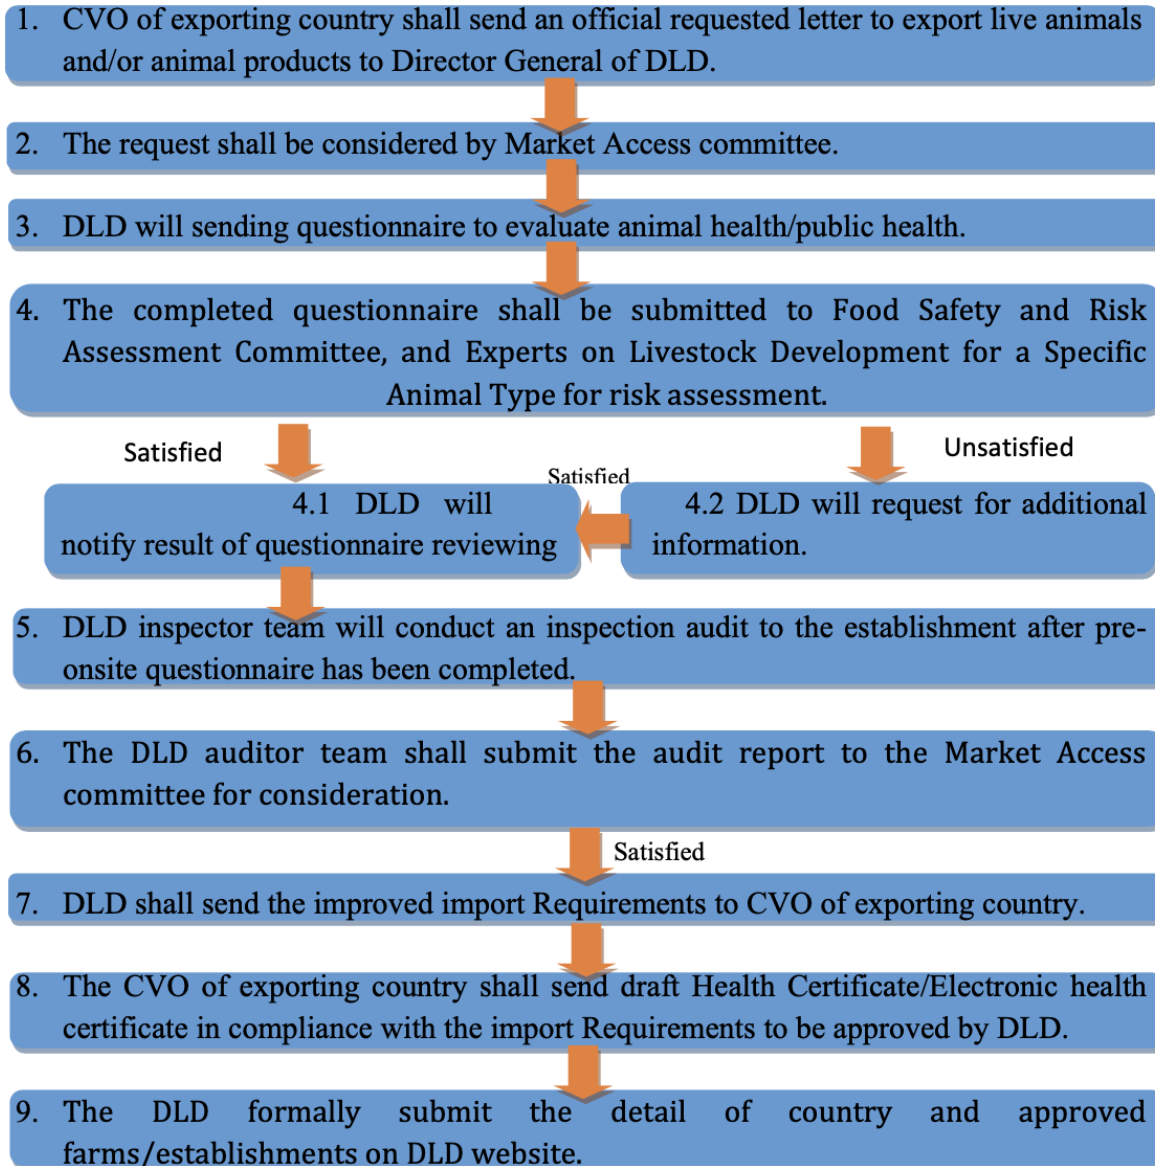 1. CVO of exporting country shall send an official requested letter to export live animals
and/or animal products to Director General of DLD.
2. The request shall be considered by Market Access committee.
3. DLD will sending questionnaire to evaluate animal health/public health.
4. The completed questionnaire shall be submitted to Food Safety and Risk
Assessment Committee, and Experts on Livestock Development for a Specific
Animal Type for risk assessment.
Satisfied
Unsatisfied
Satisfied
4.1 DLD will
notify result of questionnaire reviewing
4.2 DLD will request for additional
information.
5. DLD inspector team will conduct an inspection audit to the establishment after pre-
onsite questionnaire has been completed.
6. The DLD auditor team shall submit the audit report to the Market Access
committee for consideration.
Satisfied
7. DLD shall send the improved import Requirements to CVO of exporting country.
8. The CVO of exporting country shall send draft Health Certificate/Electronic health
certificate in compliance with the import Requirements to be approved by DLD.
9. The DLD formally submit the detail of country and approved
farms/establishments on DLD website.